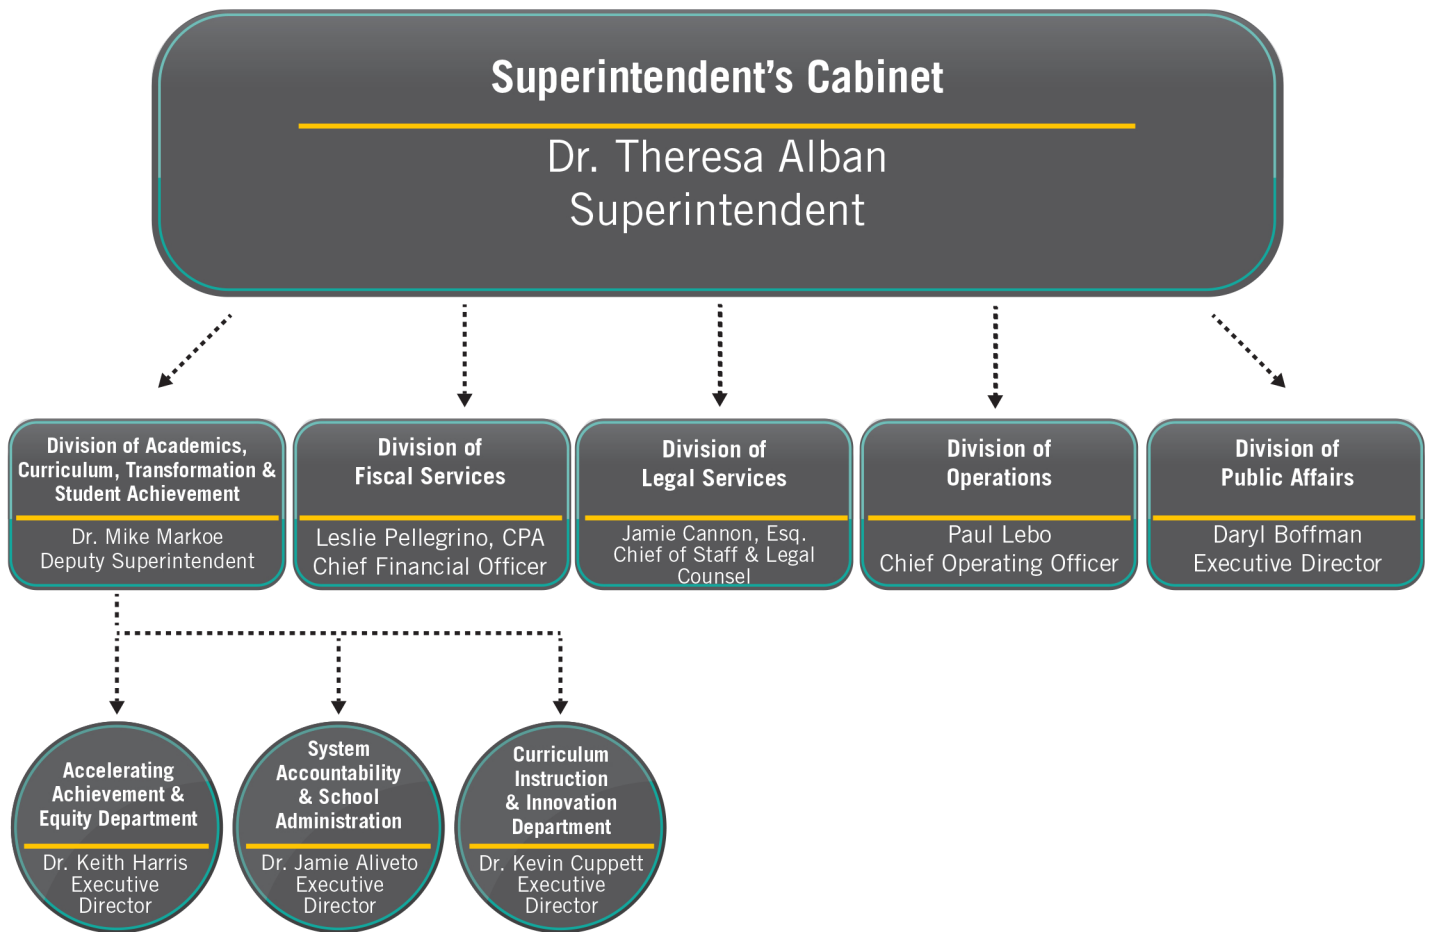 Superintendent’s Cabinet
Dr. Theresa Alban
Superintendent
Division of Academics,
Curriculum, Transformation &
Student Achievement
Dr. Mike Markoe
Deputy Superintendent
Division of
Fiscal Services
Leslie Pellegrino, CPA
Chief Financial Officer
Division of
Legal Services
Jamie Cannon, Esq.
Chief of Staff & Legal
Counsel
Division of
Operations
Paul Lebo
Chief Operating Officer
Division of
Public Affairs
Daryl Boffman
Executive Director
Accelerating
Achievement &
Equity Department
Dr. Keith Harris
Executive
Director
System
Accountability
& School
Administration
Dr. Jamie Aliveto
Executive
Director
Curriculum
Instruction
& Innovation
Department
Dr. Kevin Cuppett
Executive
Director